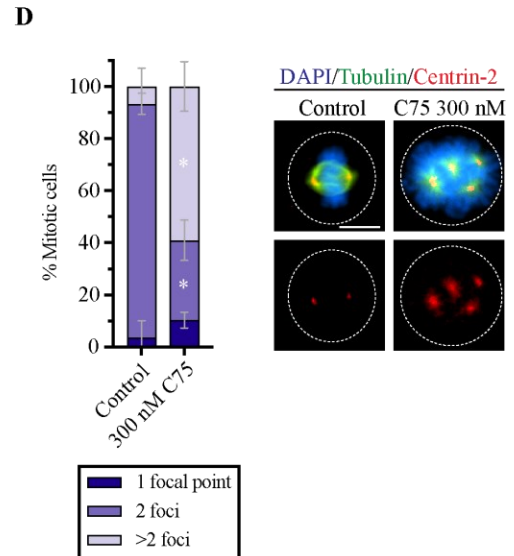 D
% Mitotic cells
100
80
60
40
20
0
*
*
Control
300 nM C75
1 focal point
2 foci
>2 foci
DAPI/Tubulin/Centrin-2
Control C75 300 nM